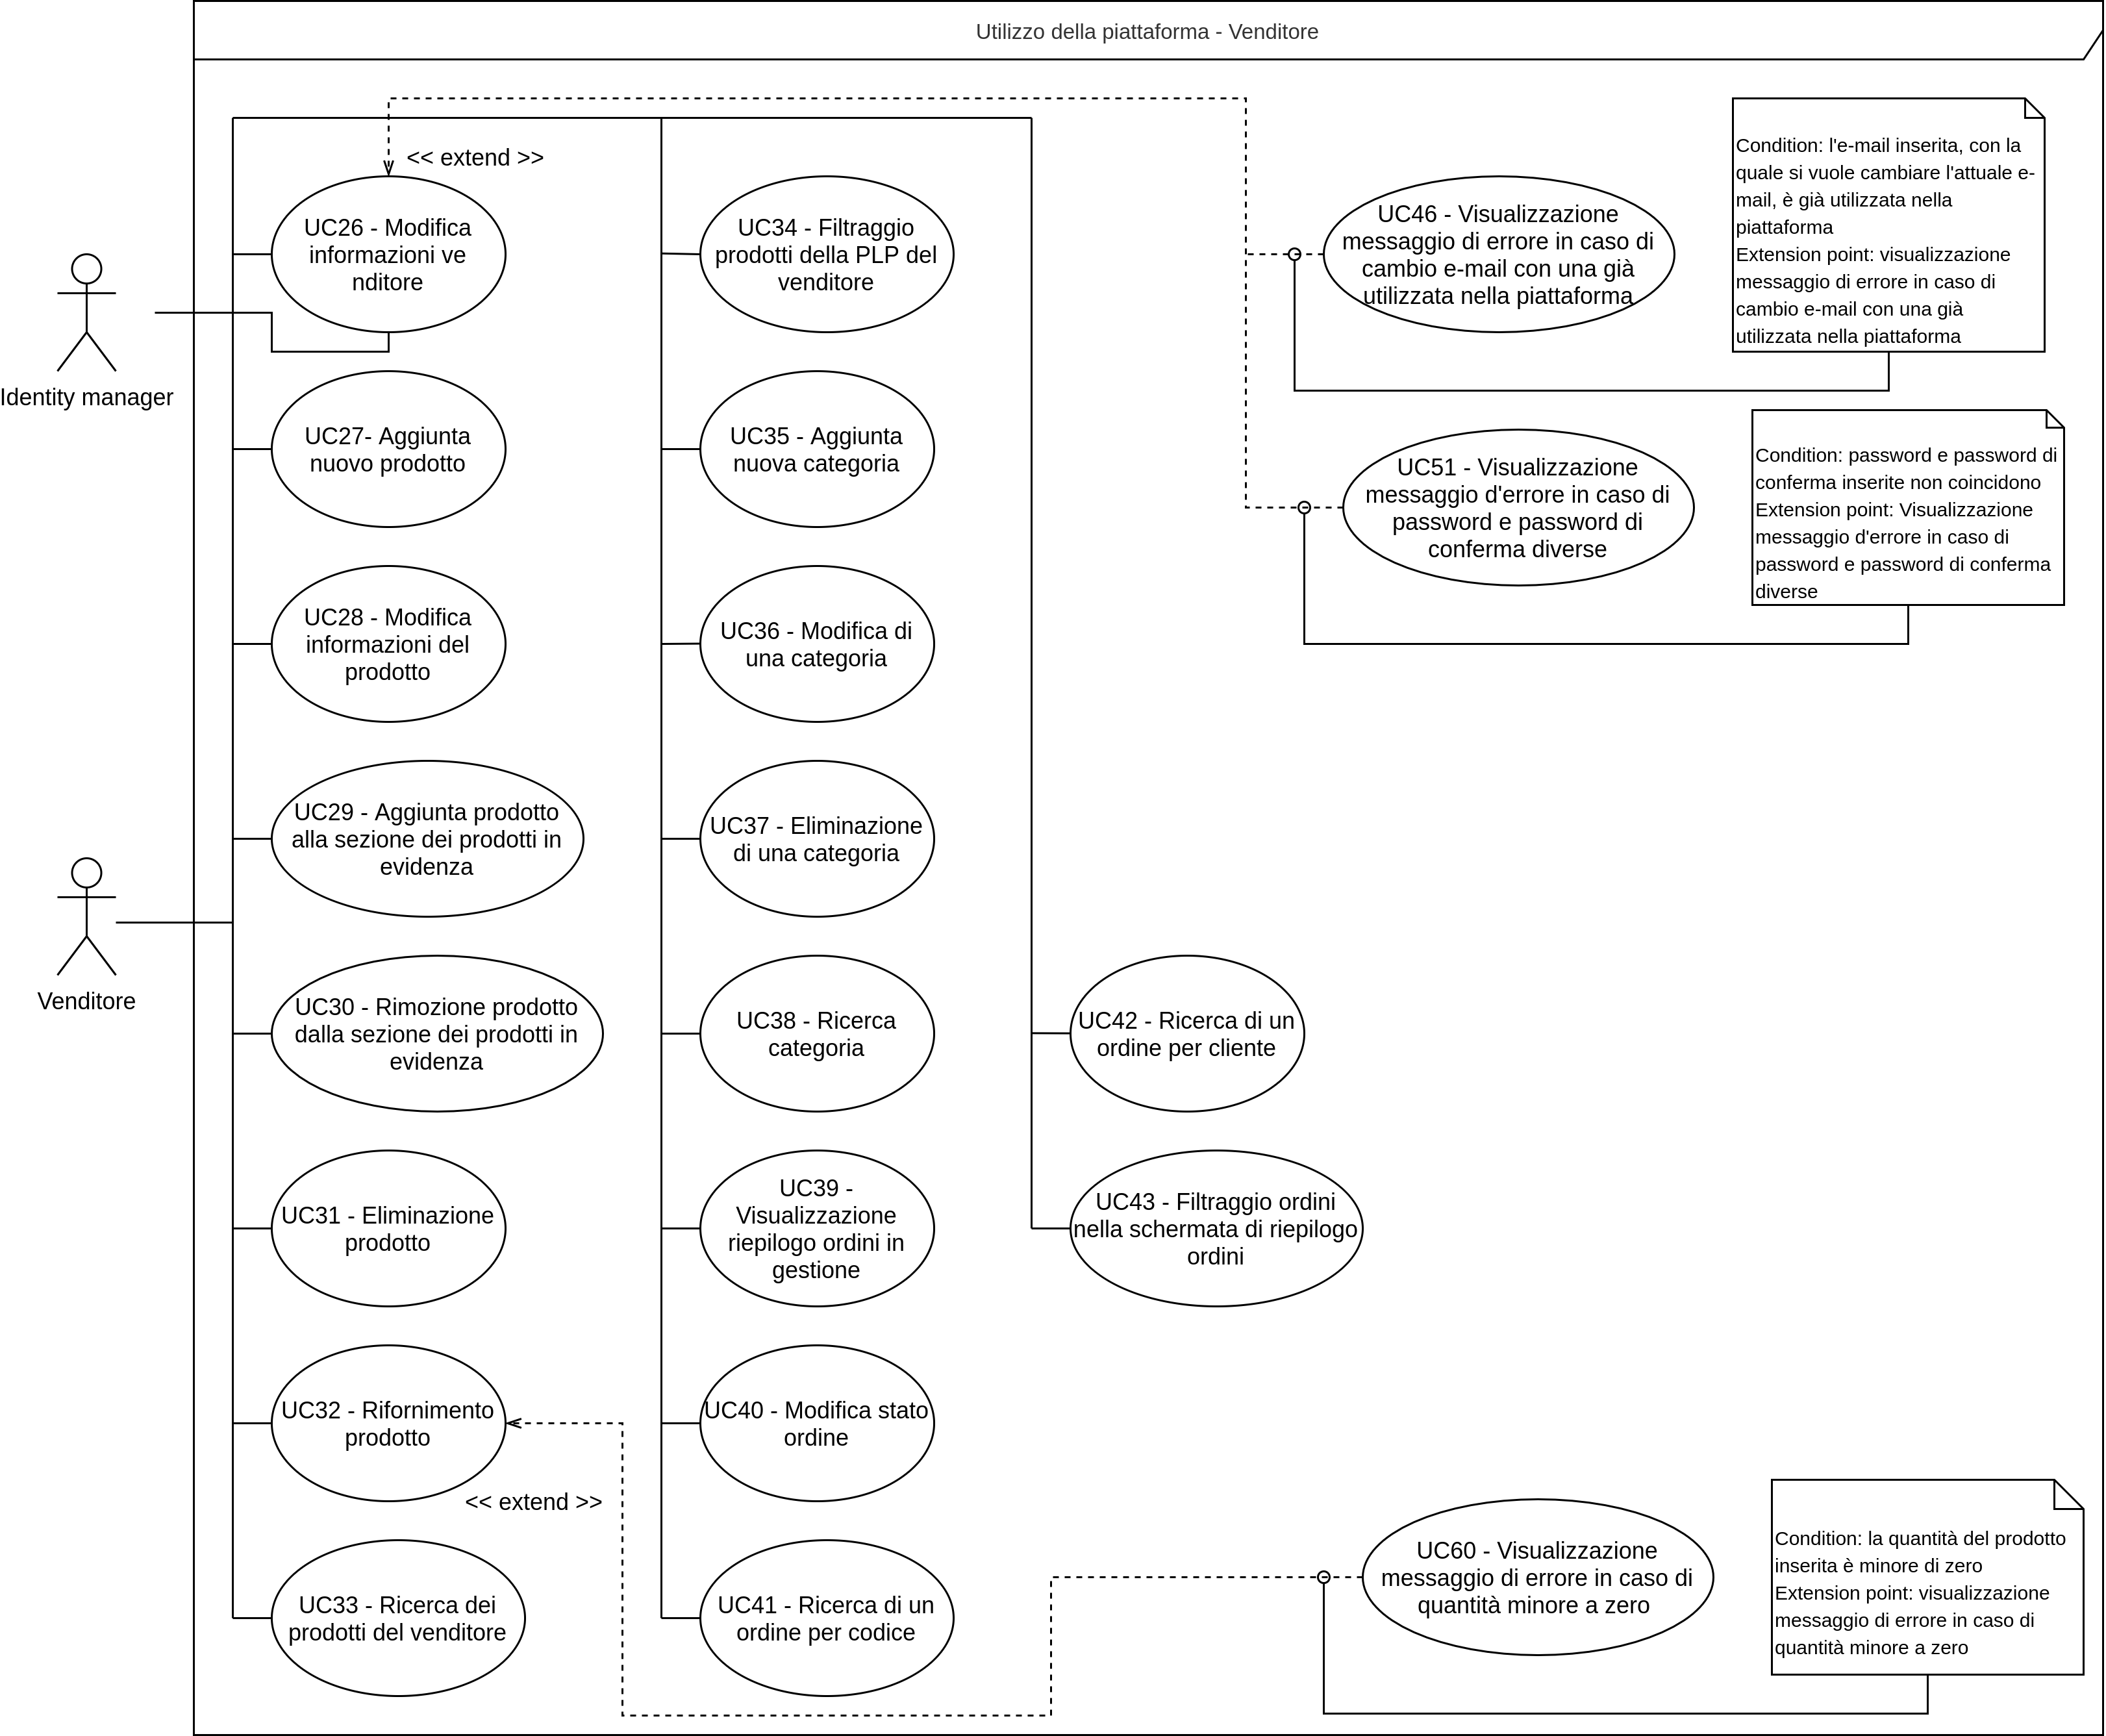 Utilizzo della piattaforma - Venditore
<< extend >>
Identity manager
Venditore
UC26 - Modifica
informazioni ve
nditore
UC27- Aggiunta
nuovo prodotto
UC28 - Modifica
informazioni del
prodotto
UC29 - Aggiunta prodotto
alla sezione dei prodotti in
evidenza
UC30 - Rimozione prodotto
dalla sezione dei prodotti in
evidenza
UC31 - Eliminazione
prodotto
UC32 - Rifornimento
prodotto
<< extend >>
UC33 - Ricerca dei
prodotti del venditore
UC34 - Filtraggio
prodotti della PLP del
venditore
UC35 - Aggiunta
nuova categoria
UC36 - Modifica di
una categoria
UC37 - Eliminazione
di una categoria
UC38 - Ricerca
categoria
UC39 -
Visualizzazione
riepilogo ordini in
gestione
UC40 - Modifica stato
ordine
UC41 - Ricerca di un
ordine per codice
UC42 - Ricerca di un
ordine per cliente
UC43 - Filtraggio ordini
nella schermata di riepilogo
ordini
UC46 - Visualizzazione
messaggio di errore in caso di
cambio e-mail con una già
utilizzata nella piattaforma
Condition: l'e-mail inserita, con la
quale si vuole cambiare l'attuale e-
mail, è già utilizzata nella
piattaforma
Extension point: visualizzazione
messaggio di errore in caso di
cambio e-mail con una già
utilizzata nella piattaforma
UC51 - Visualizzazione
messaggio d'errore in caso di
password e password di
conferma diverse
Condition: password e password di
conferma inserite non coincidono
Extension point: Visualizzazione
messaggio d'errore in caso di
password e password di conferma
diverse
UC60 - Visualizzazione
messaggio di errore in caso di
quantità minore a zero
Condition: la quantità del prodotto
inserita è minore di zero
Extension point: visualizzazione
messaggio di errore in caso di
quantità minore a zero